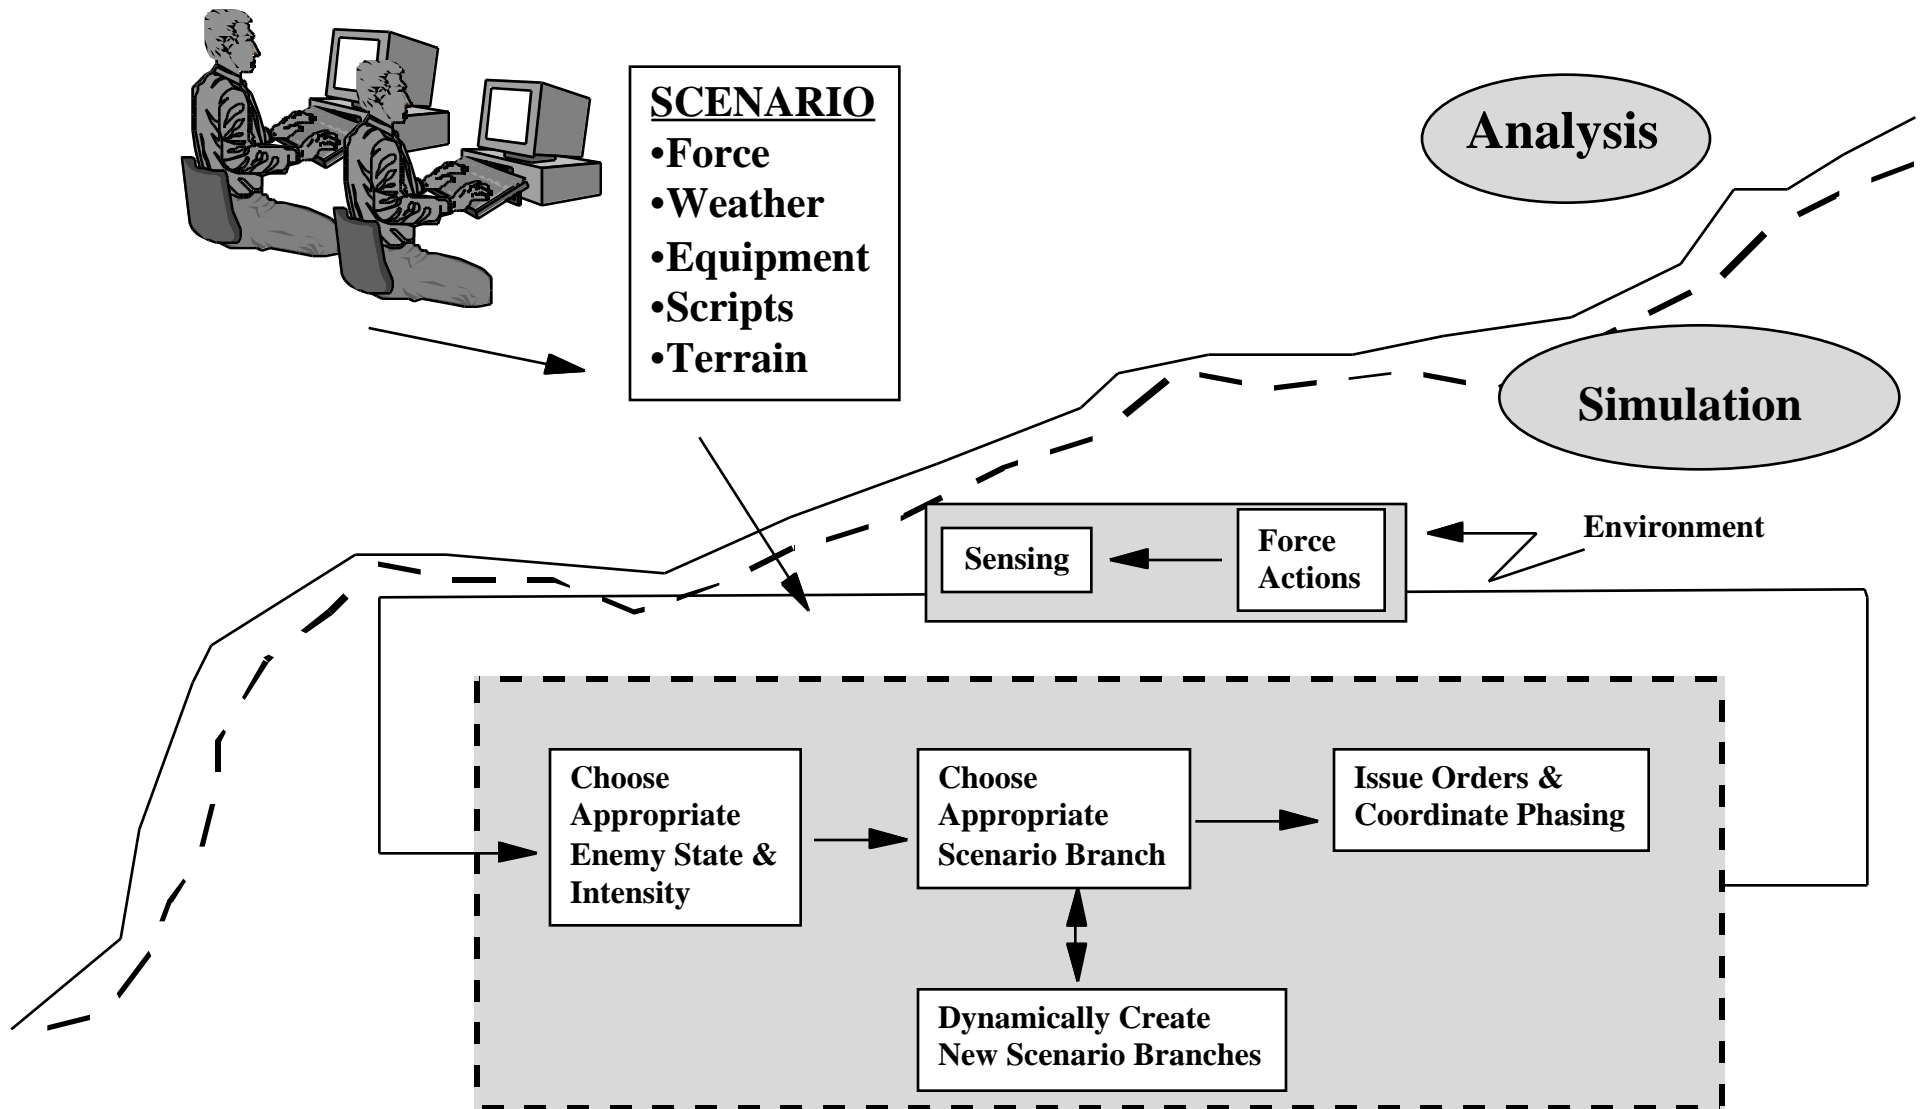 SCENARIO
•Force
•Weather
•Equipment
•Scripts
•Terrain
Analysis
Simulation
Sensing
Force
Actions
Environment
Choose
Appropriate
Enemy State &
Intensity
Choose
Appropriate
Scenario Branch
Issue Orders &
Coordinate Phasing
Dynamically Create
New Scenario Branches